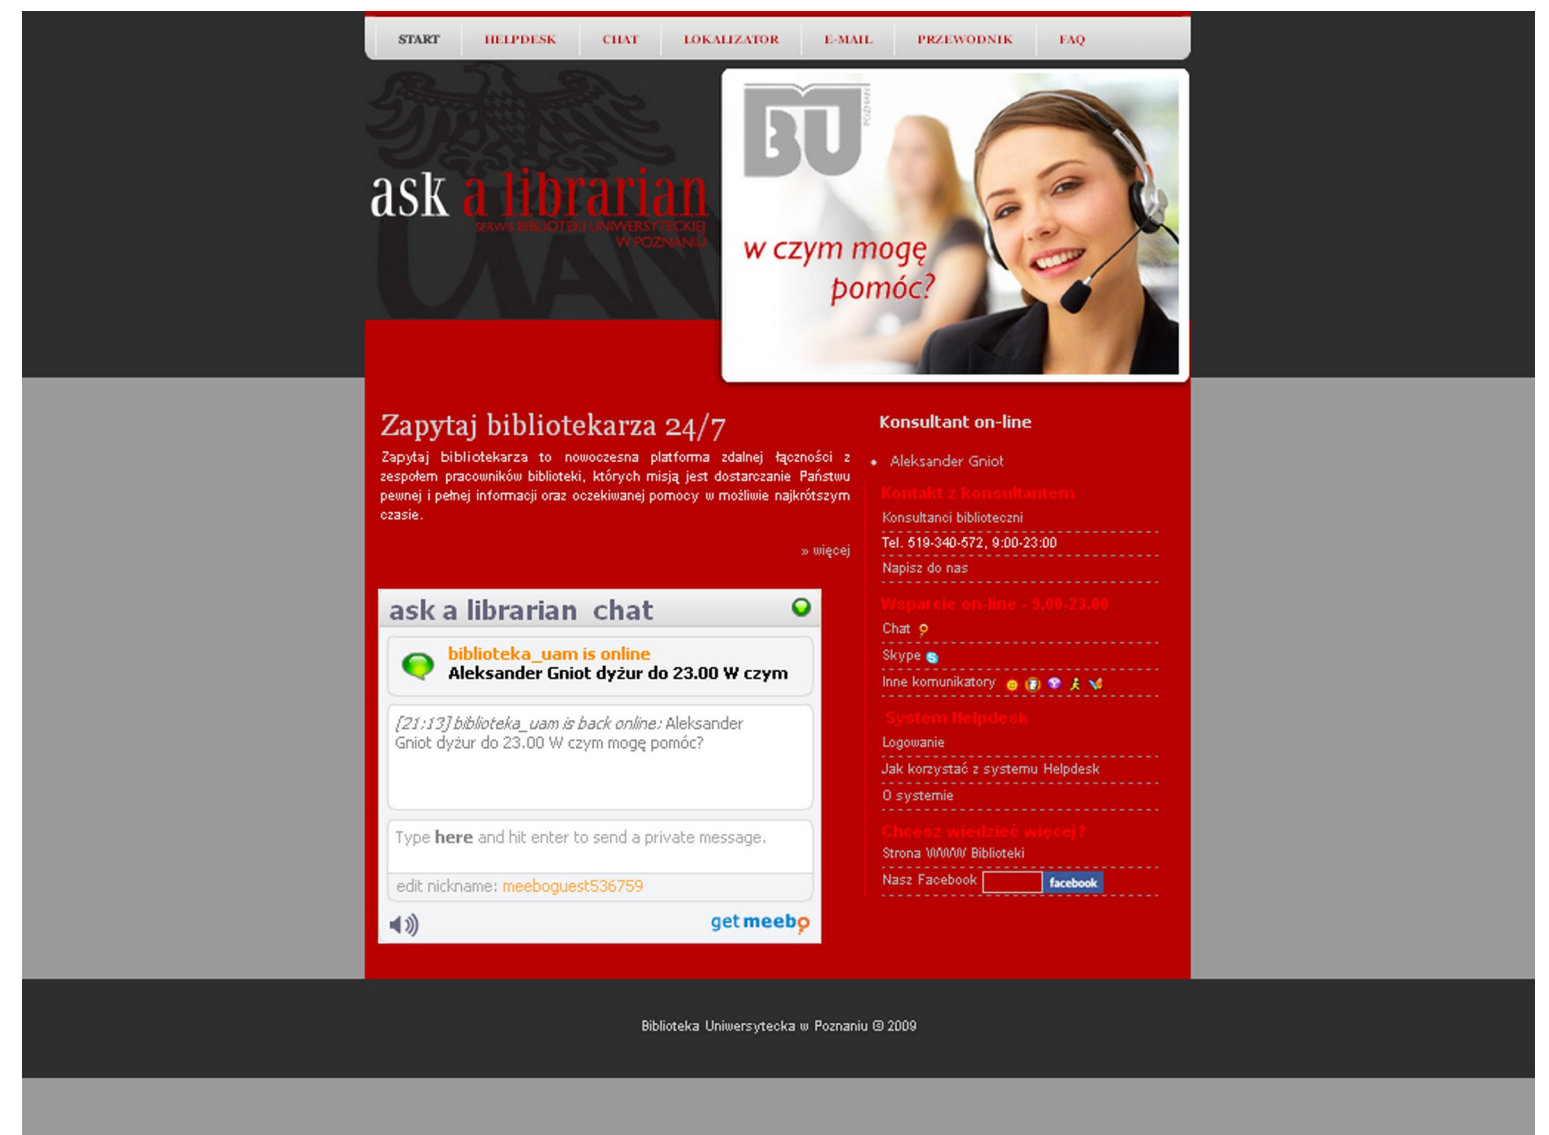 START HELPDESK CHAT LOKALIZATOR E-MAIL PRZEWODNIK FAQ
BU
POZNAŃ
ask a librarian
SERWIS BIBLIOTEKI UNIWERSYTECKIEJ
W POZNANIU
UAM
w czym mogę
pomóc?
Zapytaj bibliotekarza 24/7
Zapytaj bibliotekarza to nowoczesna platforma zdalnej łączności z
zespołem pracowników biblioteki, których misją jest dostarczanie Państwu
pewnej i pełnej informacji oraz oczekiwanej pomocy w możliwie najkrótszym
czasie.
» więcej
ask a librarian chat
biblioteka_uam is online
Aleksander Gniot dyżur do 23.00 W czym
[21:13] biblioteka_uam is back online: Aleksander
Gniot dyżur do 23.00 W czym mogę pomóc?
Type here and hit enter to send a private message.
edit nickname: meeboguest536759
get meebo
Konsultant on-line
Aleksander Gniot
Kontakt z konsultantem
Konsultanci biblioteczni
Tel. 519-340-572, 9:00-23:00
Napisz do nas
Wsparcie on-line - 9.00-23.00
Chat
Skype
Inne komunikatory
System Helpdesk
Logowanie
Jak korzystać z systemu Helpdesk
O systemie
Chcesz wiedzieć więcej?
Strona WWW Biblioteki
Nasz Facebook facebook
Biblioteka Uniwersytecka w Poznaniu @ 2009